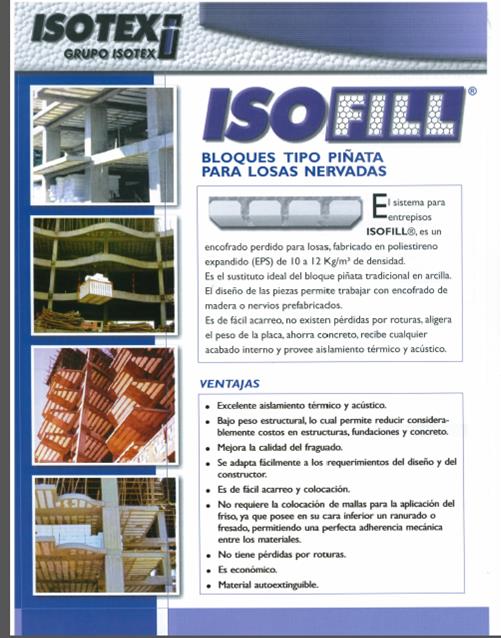 ISOTEX
GRUPO ISOTEX
ISOFILL®
BLOQUES TIPO PIÑATA
PARA LOSAS NERVADAS
El sistema para
entrepisos
ISOFILL®, es un
encofrado perdido para losas, fabricado en poliestireno
expandido (EPS) de 10 a 12 Kg/m³ de densidad.
Es el sustituto ideal del bloque piñata tradicional en arcilla.
El diseño de las piezas permite trabajar con encofrado de
madera o nervios prefabricados.
Es de fácil acarreo, no existen pérdidas por roturas, aligera
el peso de la placa, ahorra concreto, recibe cualquier
acabado interno y provee aislamiento térmico y acústico.
VENTAJAS
• Excelente aislamiento térmico y acústico.
• Bajo peso estructural, lo cual permite reducir considera-
blemente costos en estructuras, fundaciones y concreto.
• Mejora la calidad del fraguado.
• Se adapta fácilmente a los requerimientos del diseño y del
constructor.
• Es de fácil acarreo y colocación.
• No requiere la colocación de mallas para la aplicación del
friso, ya que posee en su cara inferior un ranurado o
fresado, permitiendo una perfecta adherencia mecánica
entre los materiales.
• No tiene pérdidas por roturas.
• Es económico.
• Material autoextinguible.